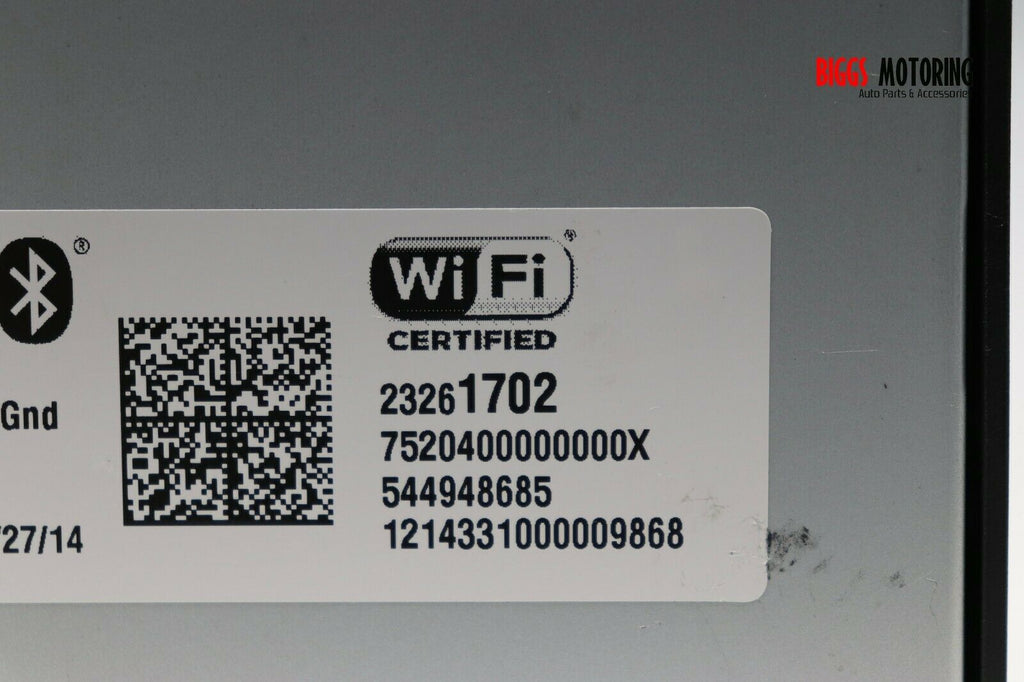 BIGGS MOTORING
Auto Parts & Accessories
®
WiFi®
CERTIFIED
Gnd
/27/14
23261702
7520400000000X
544948685
1214331000009868